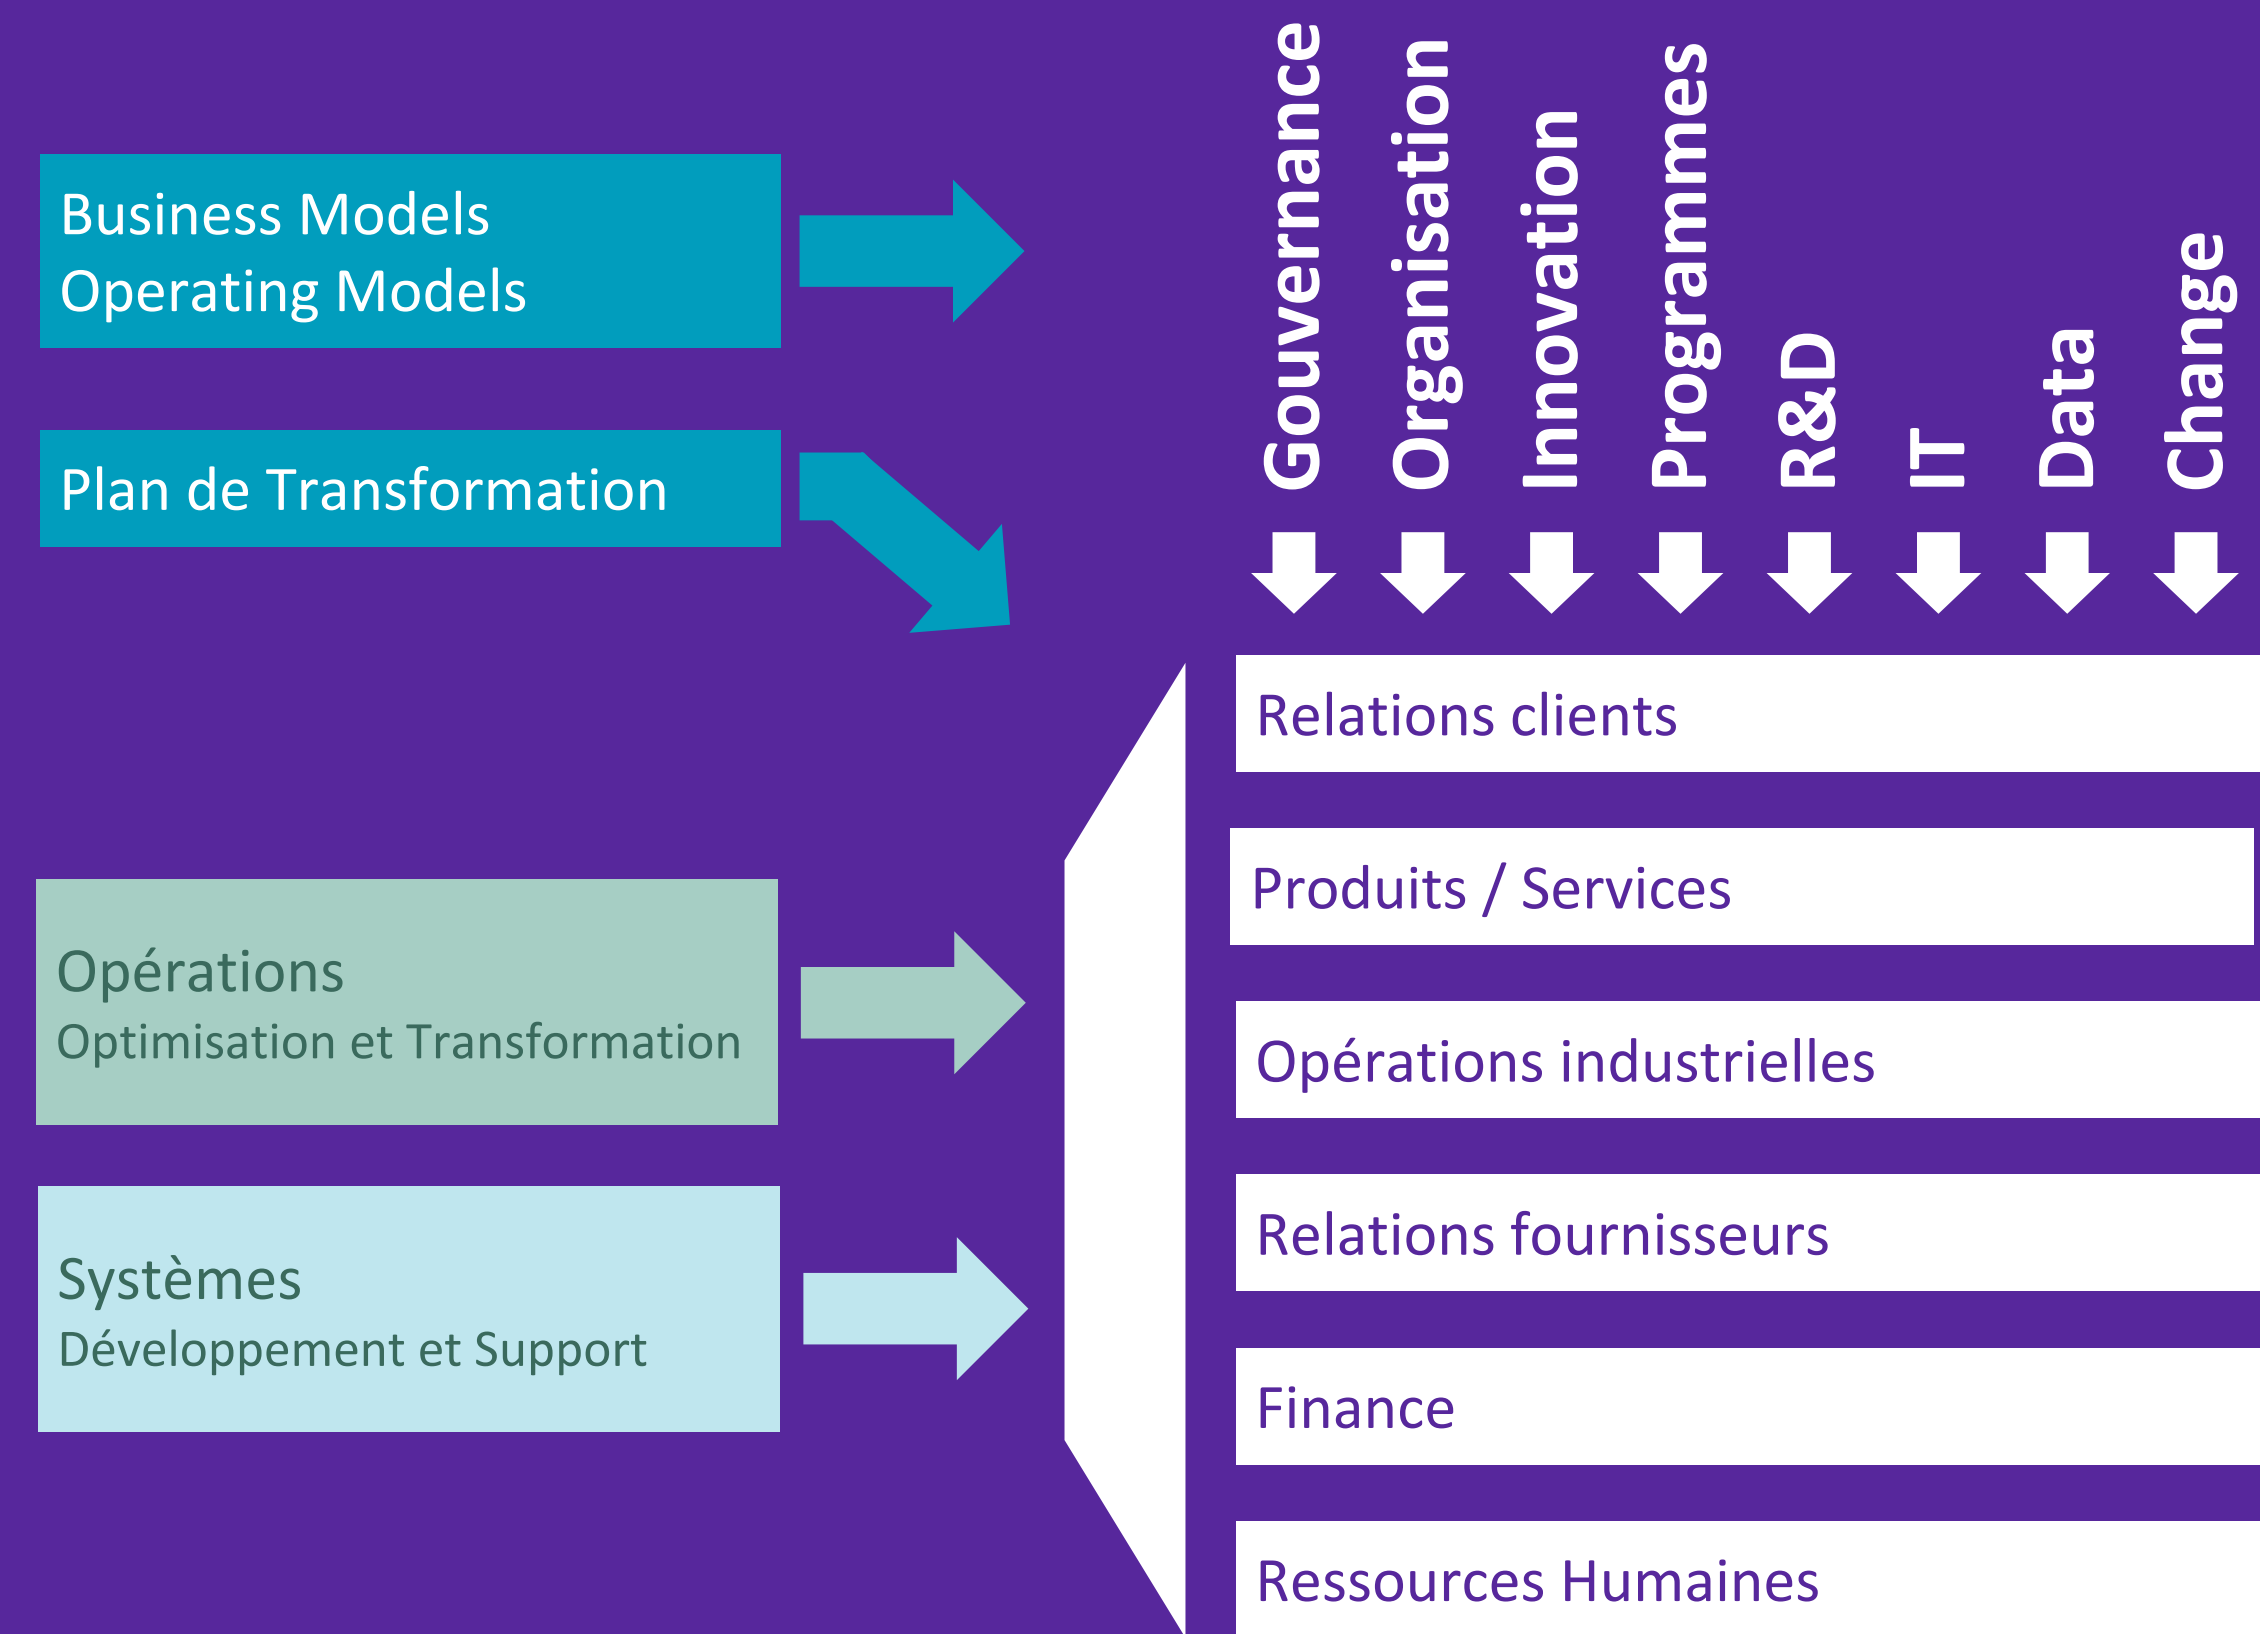 Business Models
Operating Models
Plan de Transformation
Opérations
Optimisation et Transformation
Systèmes
Développement et Support
Gouvernance
Organisation
Innovation
Programmes
R&D
IT
Data
Change
Relations clients
Produits / Services
Opérations industrielles
Relations fournisseurs
Finance
Ressources Humaines